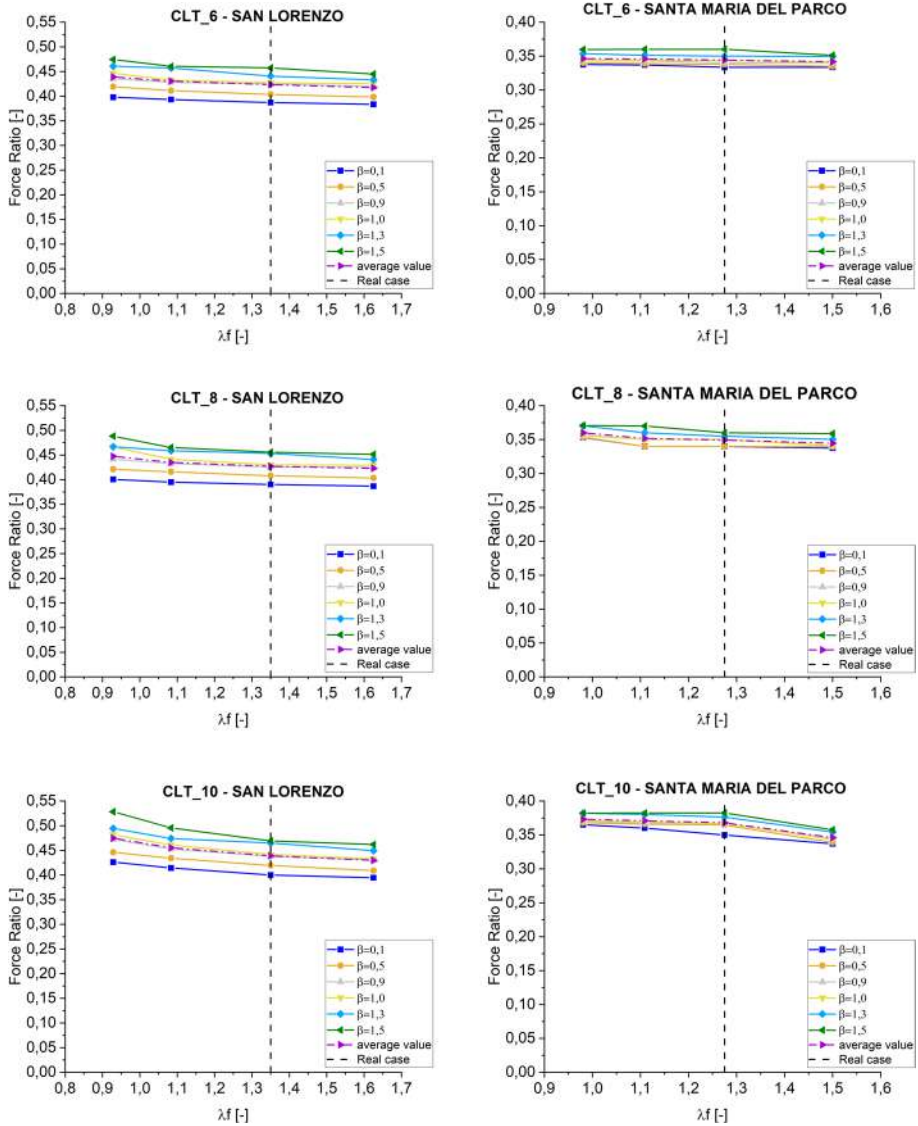 CLT_6 - SAN LORENZO
Force Ratio [-]
0,55
0,50
0,45
0,40
0,35
0,30
0,25
0,20
0,15
0,10
0,05
0,00
β=0,1
β=0,5
β=0,9
β=1,0
β=1,3
β=1,5
average value
Real case
0,8 0,9 1,0 1,1 1,2 1,3 1,4 1,5 1,6 1,7
λf [-]
CLT_6 - SANTA MARIA DEL PARCO
Force Ratio [-]
0,40
0,35
0,30
0,25
0,20
0,15
0,10
0,05
0,00
β=0,1
β=0,5
β=0,9
β=1,0
β=1,3
β=1,5
average value
Real case
0,9 1,0 1,1 1,2 1,3 1,4 1,5 1,6
λf [-]
CLT_8 - SAN LORENZO
Force Ratio [-]
0,55
0,50
0,45
0,40
0,35
0,30
0,25
0,20
0,15
0,10
0,05
0,00
β=0,1
β=0,5
β=0,9
β=1,0
β=1,3
β=1,5
average value
Real case
0,8 0,9 1,0 1,1 1,2 1,3 1,4 1,5 1,6 1,7
λf [-]
CLT_8 - SANTA MARIA DEL PARCO
Force Ratio [-]
0,40
0,35
0,30
0,25
0,20
0,15
0,10
0,05
0,00
β=0,1
β=0,5
β=0,9
β=1,0
β=1,3
β=1,5
average value
Real case
0,9 1,0 1,1 1,2 1,3 1,4 1,5 1,6
λf [-]
CLT_10 - SAN LORENZO
Force Ratio [-]
0,55
0,50
0,45
0,40
0,35
0,30
0,25
0,20
0,15
0,10
0,05
0,00
β=0,1
β=0,5
β=0,9
β=1,0
β=1,3
β=1,5
average value
Real case
0,8 0,9 1,0 1,1 1,2 1,3 1,4 1,5 1,6 1,7
λf [-]
CLT_10 - SANTA MARIA DEL PARCO
Force Ratio [-]
0,40
0,35
0,30
0,25
0,20
0,15
0,10
0,05
0,00
β=0,1
β=0,5
β=0,9
β=1,0
β=1,3
β=1,5
average value
Real case
0,9 1,0 1,1 1,2 1,3 1,4 1,5 1,6
λf [-]